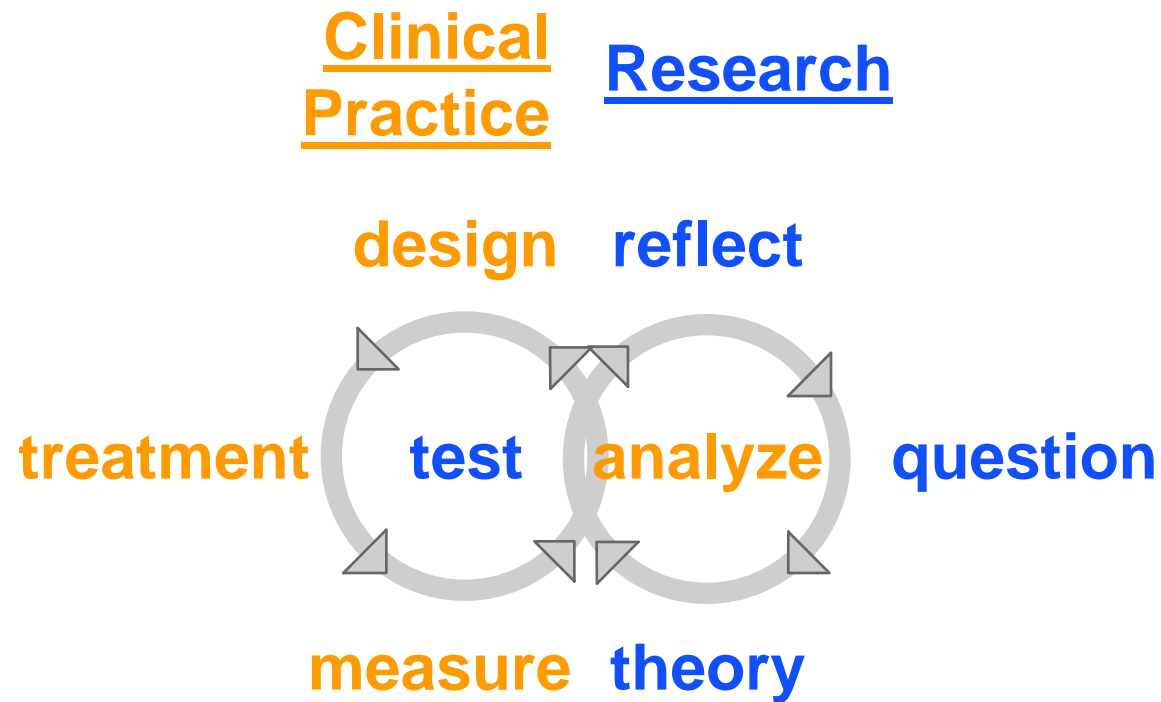 Clinical
Practice
Research
design reflect
treatment test analyze question
measure theory